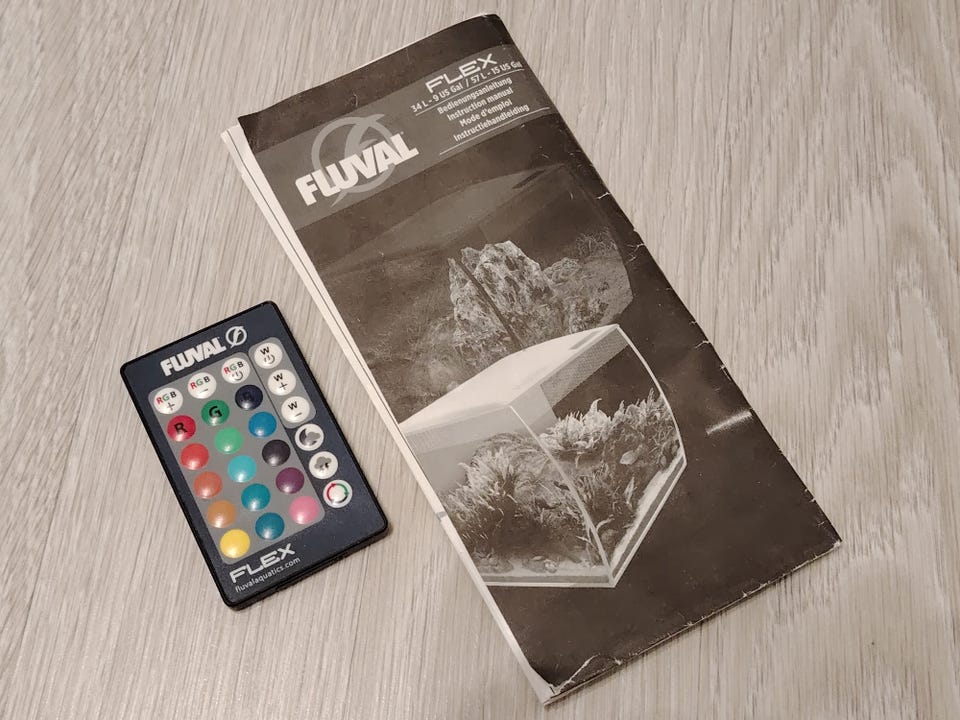 FLEX
34 L - 9 US Gal / 57 L - 15 US Gal
Bedienungsanleitung
Instruction manual
Mode d'emploi
Instructiehandleiding
FLUVAL
FLUVAL
RGB +
RGB -
RGB
W
W +
W -
R
G
B
FLEX
fluvalaquatics.com